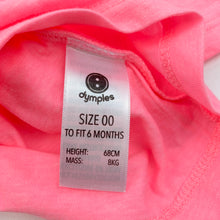 dymples
SIZE 00
TO FIT 6 MONTHS
HEIGHT: 68CM
MASS: 8KG